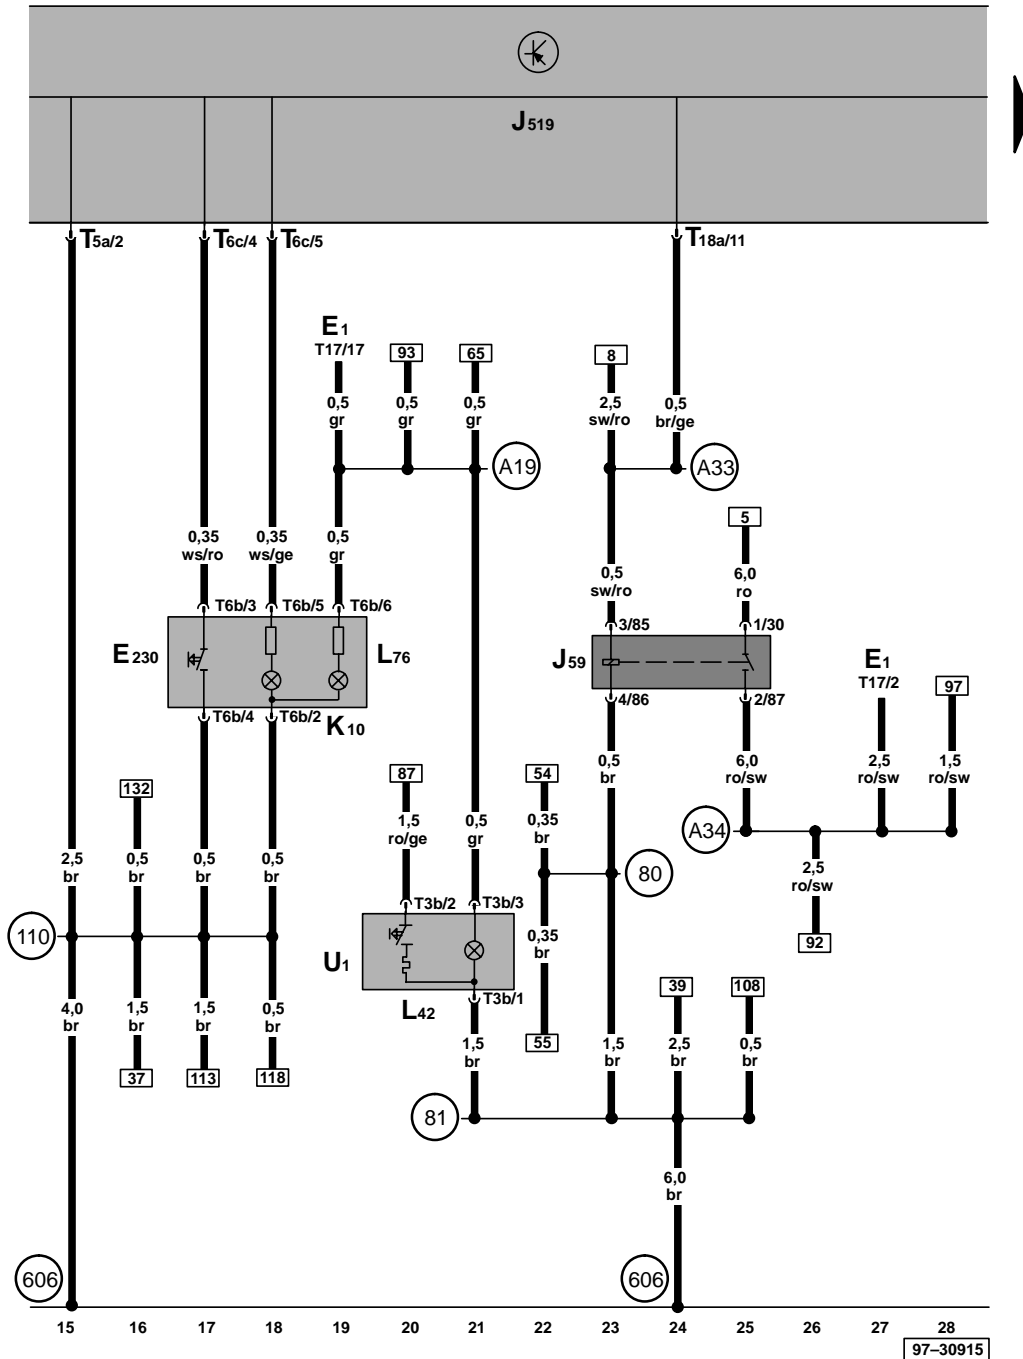 J519
T5a/2
T6c/4
T6c/5
T18a/11
E1
T17/17
93
65
8
0,5
gr
0,5
gr
0,5
gr
2,5
sw/ro
0,5
br/ge
A19
A33
5
0,35
ws/ro
0,35
ws/ge
0,5
gr
0,5
sw/ro
6,0
ro
T6b/3
T6b/5
T6b/6
3/85
1/30
E230
L76
J59
E1
T17/2
97
T6b/4
T6b/2
K10
4/86
2/87
132
87
54
0,5
br
6,0
ro/sw
2,5
ro/sw
1,5
ro/sw
1,5
ro/ge
0,5
gr
0,35
br
A34
2,5
br
0,5
br
0,5
br
0,5
br
80
2,5
ro/sw
T3b/2
T3b/3
110
0,35
br
92
U1
L42
T3b/1
39
108
4,0
br
1,5
br
1,5
br
0,5
br
1,5
br
55
1,5
br
2,5
br
0,5
br
37
113
118
81
6,0
br
606
606
15
16
17
18
19
20
21
22
23
24
25
26
27
28
97–30915